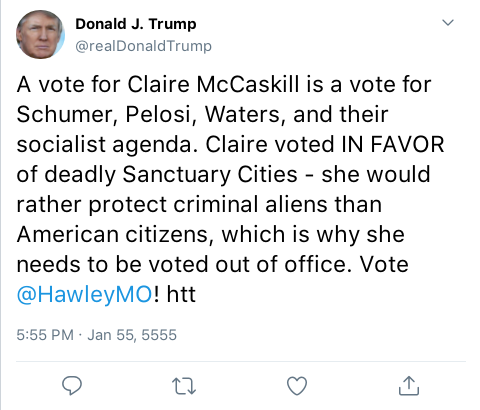 Donald J. Trump
@realDonaldTrump
A vote for Claire McCaskill is a vote for
Schumer, Pelosi, Waters, and their
socialist agenda. Claire voted IN FAVOR
of deadly Sanctuary Cities - she would
rather protect criminal aliens than
American citizens, which is why she
needs to be voted out of office. Vote
@HawleyMO! htt
5:55 PM · Jan 55, 5555